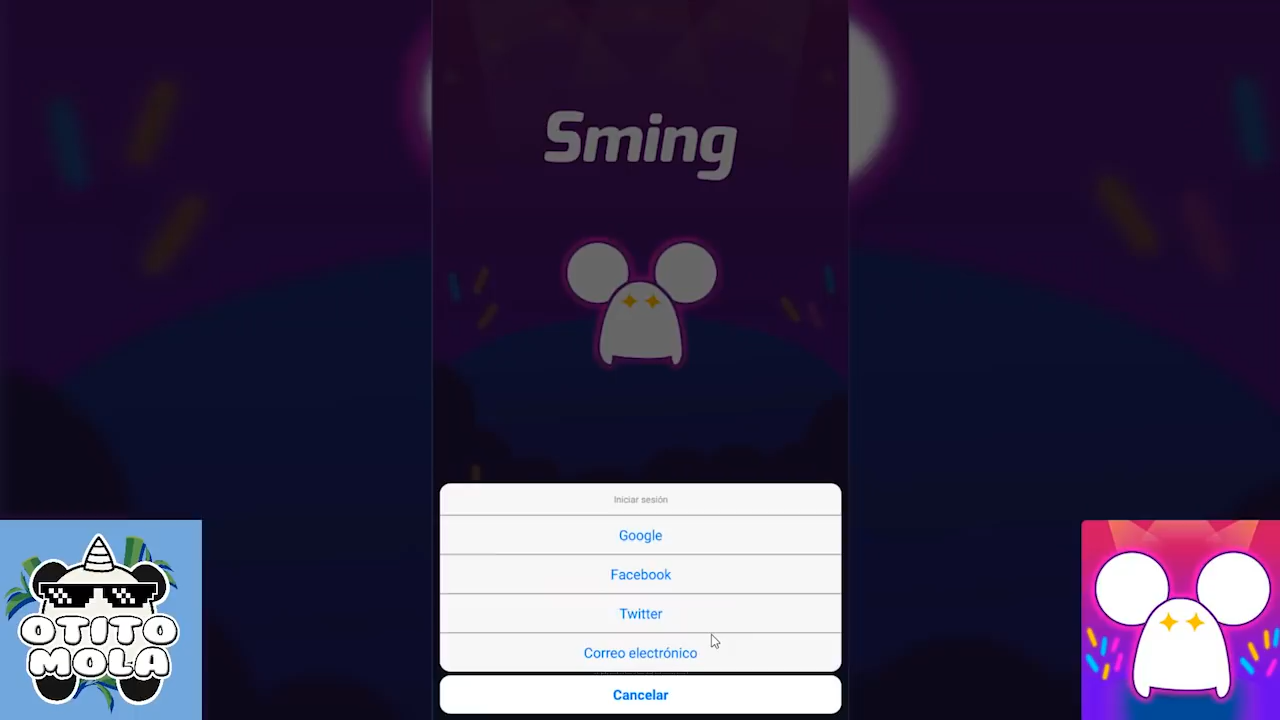 Sming
Iniciar sesión
Google
Facebook
Twitter
Correo electrónico
Cancelar
OTITO
MOLA